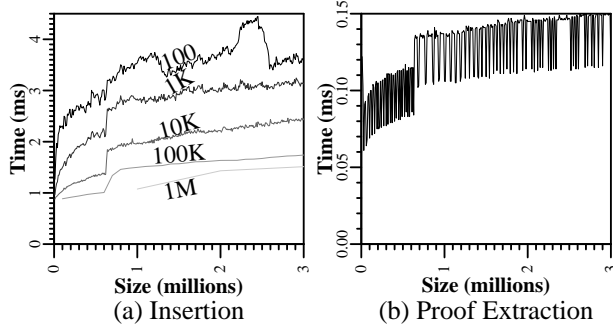 Time (ms)
4
3
2
1
0
100
1K
10K
100K
1M
0
1
2
3
Size (millions)
(a) Insertion
Time (ms)
0.15
0.10
0.05
0.00
0
1
2
3
Size (millions)
(b) Proof Extraction